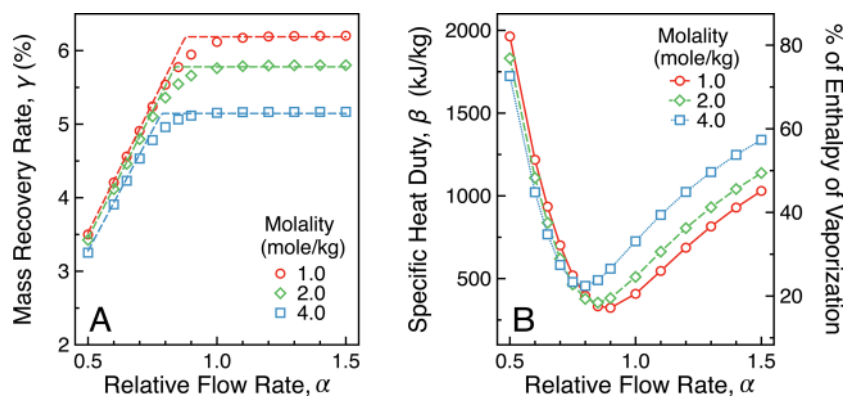 Mass Recovery Rate, γ (%)
6
5
4
3
2
0.5
1.0
1.5
Relative Flow Rate, α
Molality
(mole/kg)
1.0
2.0
4.0
A
Specific Heat Duty, β (kJ/kg)
2000
1750
1000
500
0.5
1.0
1.5
Relative Flow Rate, α
Molality
(mole/kg)
1.0
2.0
4.0
B
80
60
40
20
% of Enthalpy of Vaporization